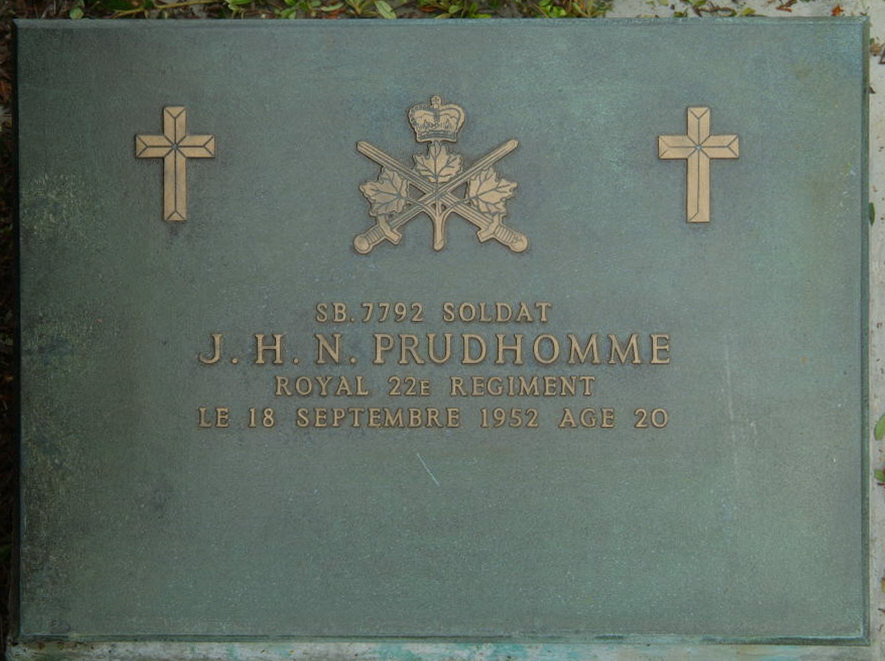 SB.7792 SOLDAT
J. H. N. PRUDHOMME
ROYAL 22E REGIMENT
LE 18 SEPTEMBRE 1952 AGE 20